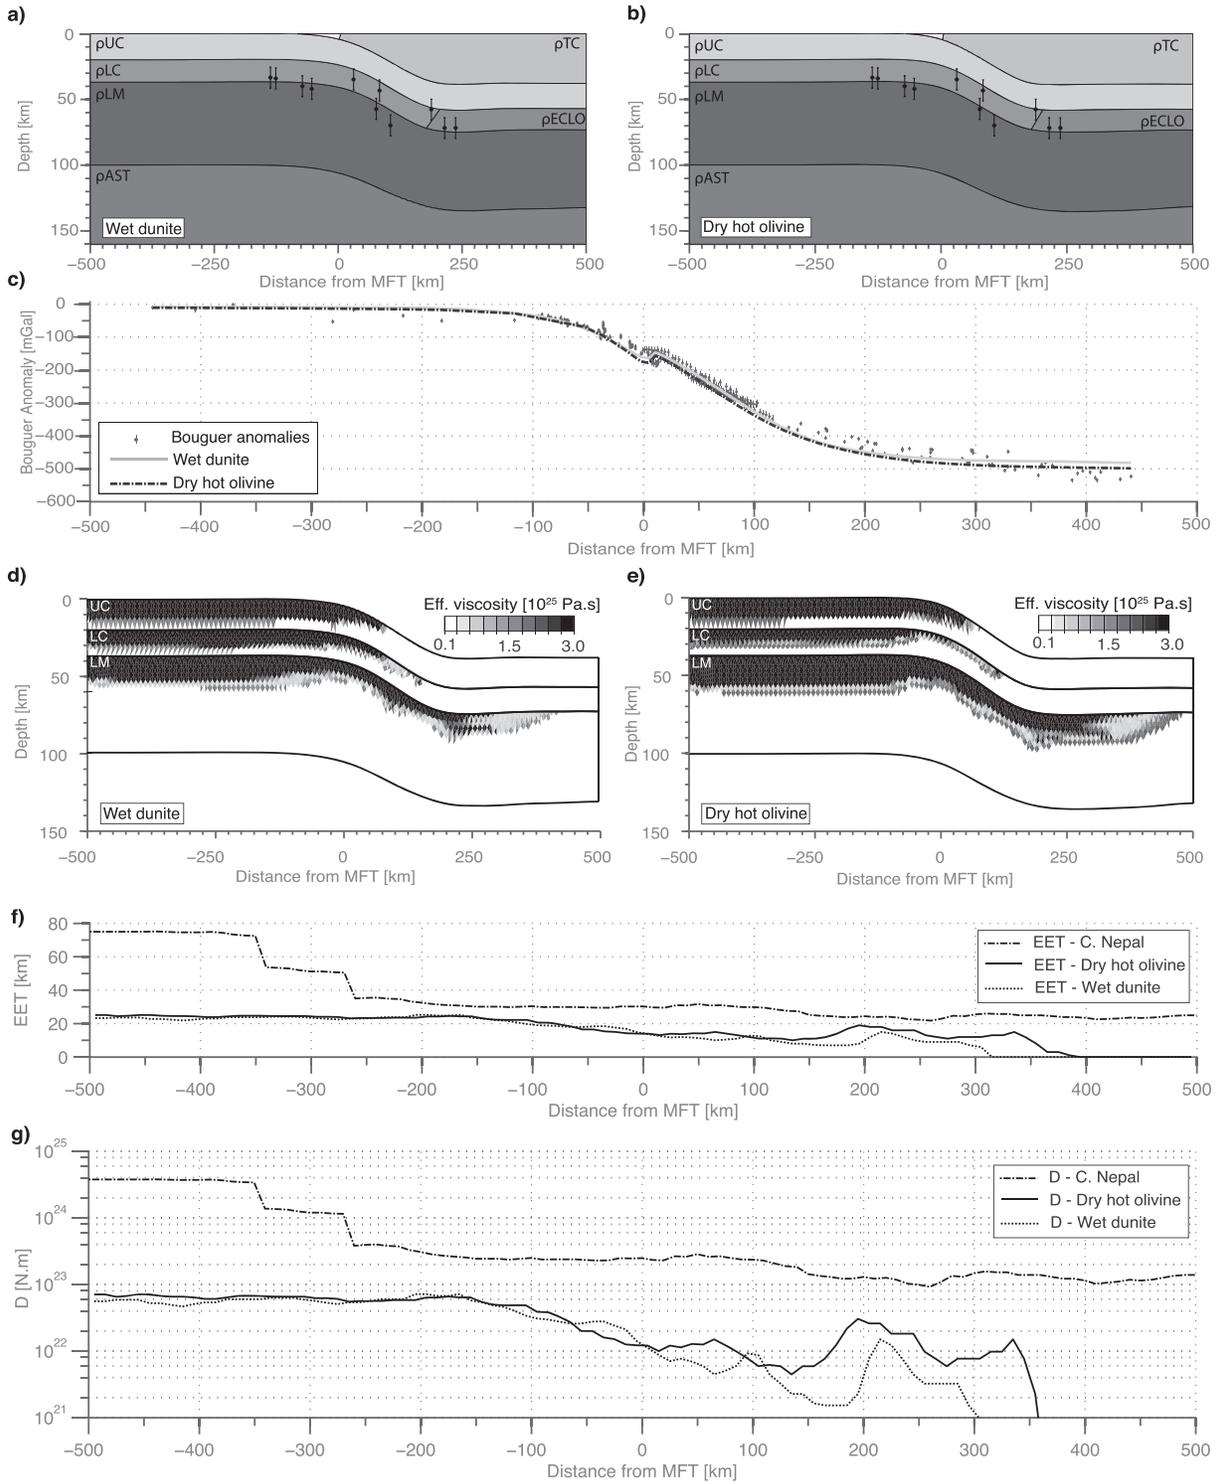 a)
0
50
100
150
Depth [km]
ρUC
ρLC
ρLM
ρAST
ρTC
ρECLO
Wet dunite
−500
−250
0
250
500
Distance from MFT [km]
b)
0
50
100
150
Depth [km]
ρUC
ρLC
ρLM
ρAST
ρTC
ρECLO
Dry hot olivine
−500
−250
0
250
500
Distance from MFT [km]
c)
0
−100
−200
−300
−400
−500
−600
Bouguer Anomaly [mGal]
Bouguer anomalies
Wet dunite
Dry hot olivine
−500
−400
−300
−200
−100
0
100
200
300
400
500
Distance from MFT [km]
d)
0
50
100
150
Depth [km]
UC
LC
LM
Eff. viscosity [10²⁵ Pa.s]
0.1
1.5
3.0
Wet dunite
−500
−250
0
250
500
Distance from MFT [km]
e)
0
50
100
150
Depth [km]
UC
LC
LM
Eff. viscosity [10²⁵ Pa.s]
0.1
1.5
3.0
Dry hot olivine
−500
−250
0
250
500
Distance from MFT [km]
f)
80
60
40
20
0
EET [km]
EET - C. Nepal
EET - Dry hot olivine
EET - Wet dunite
−500
−400
−300
−200
−100
0
100
200
300
400
500
Distance from MFT [km]
g)
10²⁵
10²⁴
10²³
10²²
10²¹
D [N.m]
D - C. Nepal
D - Dry hot olivine
D - Wet dunite
−500
−400
−300
−200
−100
0
100
200
300
400
500
Distance from MFT [km]